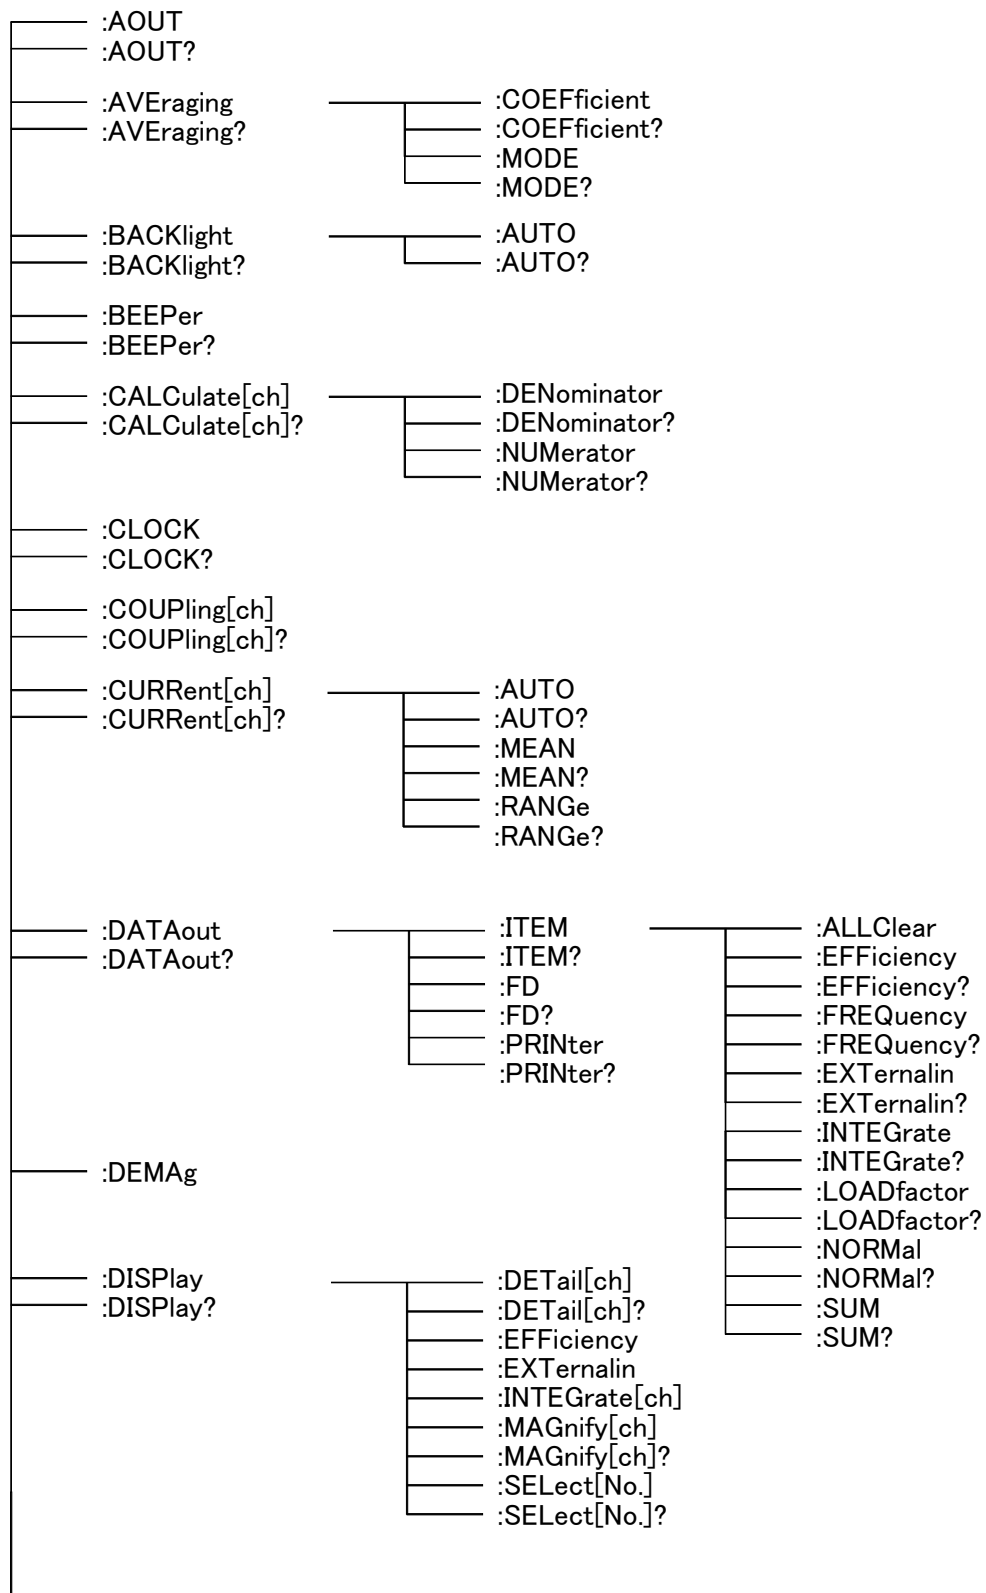 :AOUT
:AOUT?
:AVEraging
:AVEraging?
:COEFficient
:COEFficient?
:MODE
:MODE?
:BACKlight
:BACKlight?
:AUTO
:AUTO?
:BEEPer
:BEEPer?
:CALCulate[ch]
:CALCulate[ch]?
:DENominator
:DENominator?
:NUMerator
:NUMerator?
:CLOCK
:CLOCK?
:COUPling[ch]
:COUPling[ch]?
:CURRent[ch]
:CURRent[ch]?
:AUTO
:AUTO?
:MEAN
:MEAN?
:RANGe
:RANGe?
:DATAout
:DATAout?
:ITEM
:ITEM?
:FD
:FD?
:PRINter
:PRINter?
:ALLClear
:EFFiciency
:EFFiciency?
:FREQuency
:FREQuency?
:EXTernalin
:EXTernalin?
:INTEGrate
:INTEGrate?
:LOADfactor
:LOADfactor?
:NORMal
:NORMal?
:SUM
:SUM?
:DEMAg
:DISPlay
:DISPlay?
:DETail[ch]
:DETail[ch]?
:EFFiciency
:EXTernalin
:INTEGrate[ch]
:MAGnify[ch]
:MAGnify[ch]?
:SELect[No.]
:SELect[No.]?